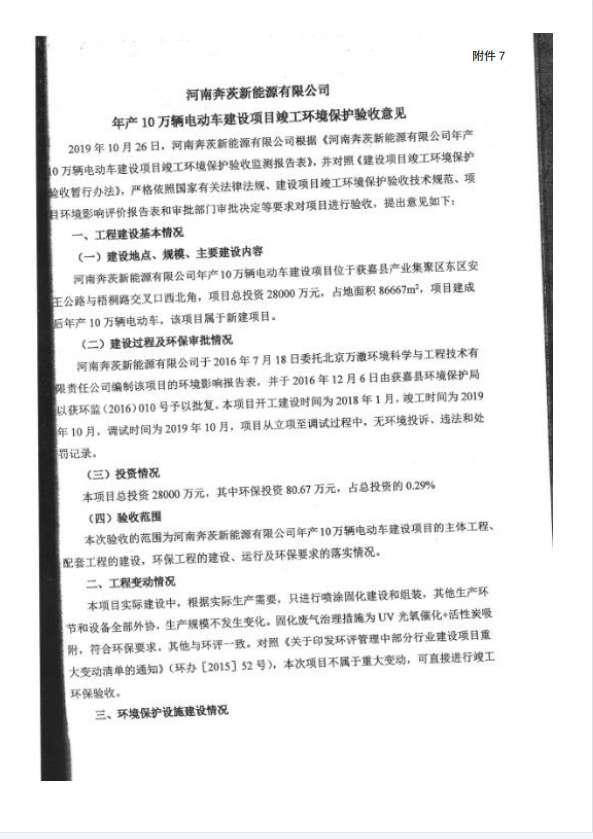 附件 7
河南奔茨新能源有限公司
年产 10 万辆电动车建设项目竣工环境保护验收意见
2019 年 10 月 26 日，河南奔茨新能源有限公司根据《河南奔茨新能源有限公司年产
10 万辆电动车建设项目竣工环境保护验收监测报告表》，并对照《建设项目竣工环境保护
验收暂行办法》，严格依照国家有关法律法规、建设项目竣工环境保护验收技术规范、项
目环境影响评价报告表和审批部门审批决定等要求对项目进行验收，提出意见如下：
一、工程建设基本情况
（一）建设地点、规模、主要建设内容
河南奔茨新能源有限公司年产10万辆电动车建设项目位于获嘉县产业集聚区东区安
王公路与梧桐路交叉口西北角，项目总投资 28000 万元，占地面积 86667m²，项目建成
后年产 10 万辆电动车，该项目属于新建项目。
（二）建设过程及环保审批情况
河南奔茨新能源有限公司于 2016 年 7 月 18 日委托北京万澈环境科学与工程技术有
限责任公司编制该项目的环境影响报告表，并于 2016 年 12 月 6 日由获嘉县环境保护局
以获环监（2016）010 号予以批复。本项目开工建设时间为 2018 年 1 月，竣工时间为 2019
年 10 月，调试时间为 2019 年 10 月，项目从立项至调试过程中，无环境投诉、违法和处
罚记录。
（三）投资情况
本项目总投资 28000 万元，其中环保投资 80.67 万元，占总投资的 0.29%
（四）验收范围
本次验收的范围为河南奔茨新能源有限公司年产10万辆电动车建设项目的主体工程、
配套工程的建设，环保工程的建设、运行及环保要求的落实情况。
二、工程变动情况
本项目实际建设中，根据实际生产需要，只进行喷涂固化建设和组装，其他生产环
节和设备全部外协，生产规模不发生变化。固化废气治理措施为 UV 光氧催化+活性炭吸
附，符合环保要求。其他与环评一致。对照《关于印发环评管理中部分行业建设项目重
大变动清单的通知》（环办［2015］52 号），本次项目不属于重大变动，可直接进行竣工
环保验收。
三、环境保护设施建设情况